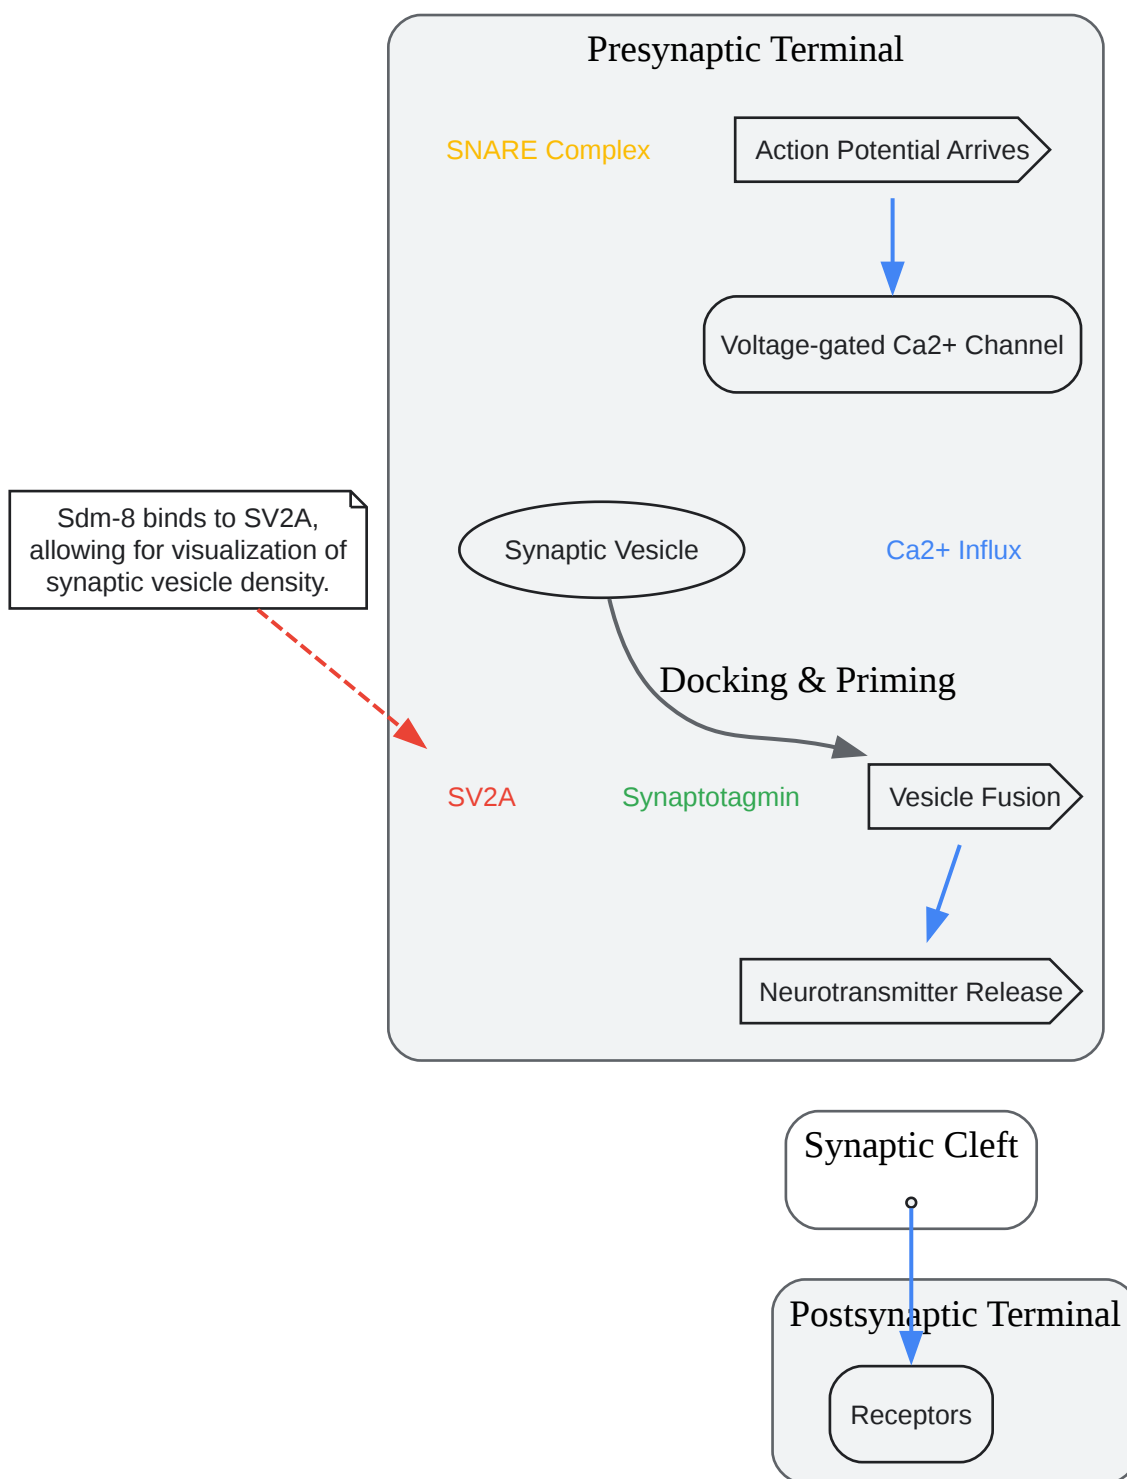 Presynaptic Terminal
SNARE Complex
Action Potential Arrives
Voltage-gated Ca2+ Channel
Sdm-8 binds to SV2A,
allowing for visualization of
synaptic vesicle density.
Synaptic Vesicle
Ca2+ Influx
Docking & Priming
SV2A
Synaptotagmin
Vesicle Fusion
Neurotransmitter Release
Synaptic Cleft
Postsynaptic Terminal
Receptors